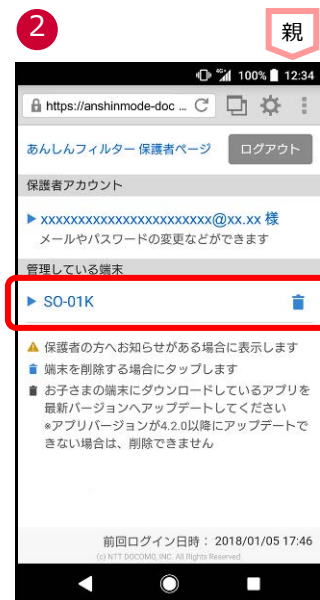 2
親
4G 100% 12:34
https://anshinmode-doc ...
あんしんフィルター 保護者ページ ログアウト
保護者アカウント
▶ xxxxxxxxxxxxxxxxxxxxxxx@xx.xx 様
メールやパスワードの変更などができます
管理している端末
▶ SO-01K
保護者の方へお知らせがある場合に表示します
端末を削除する場合にタップします
お子さまの端末にダウンロードしているアプリを
最新バージョンへアップデートしてください
※アプリバージョンが4.2.0以降にアップデートで
きない場合は、削除できません
前回ログイン日時： 2018/01/05 17:46
(c) NTT DOCOMO, INC. All Rights Reserved.